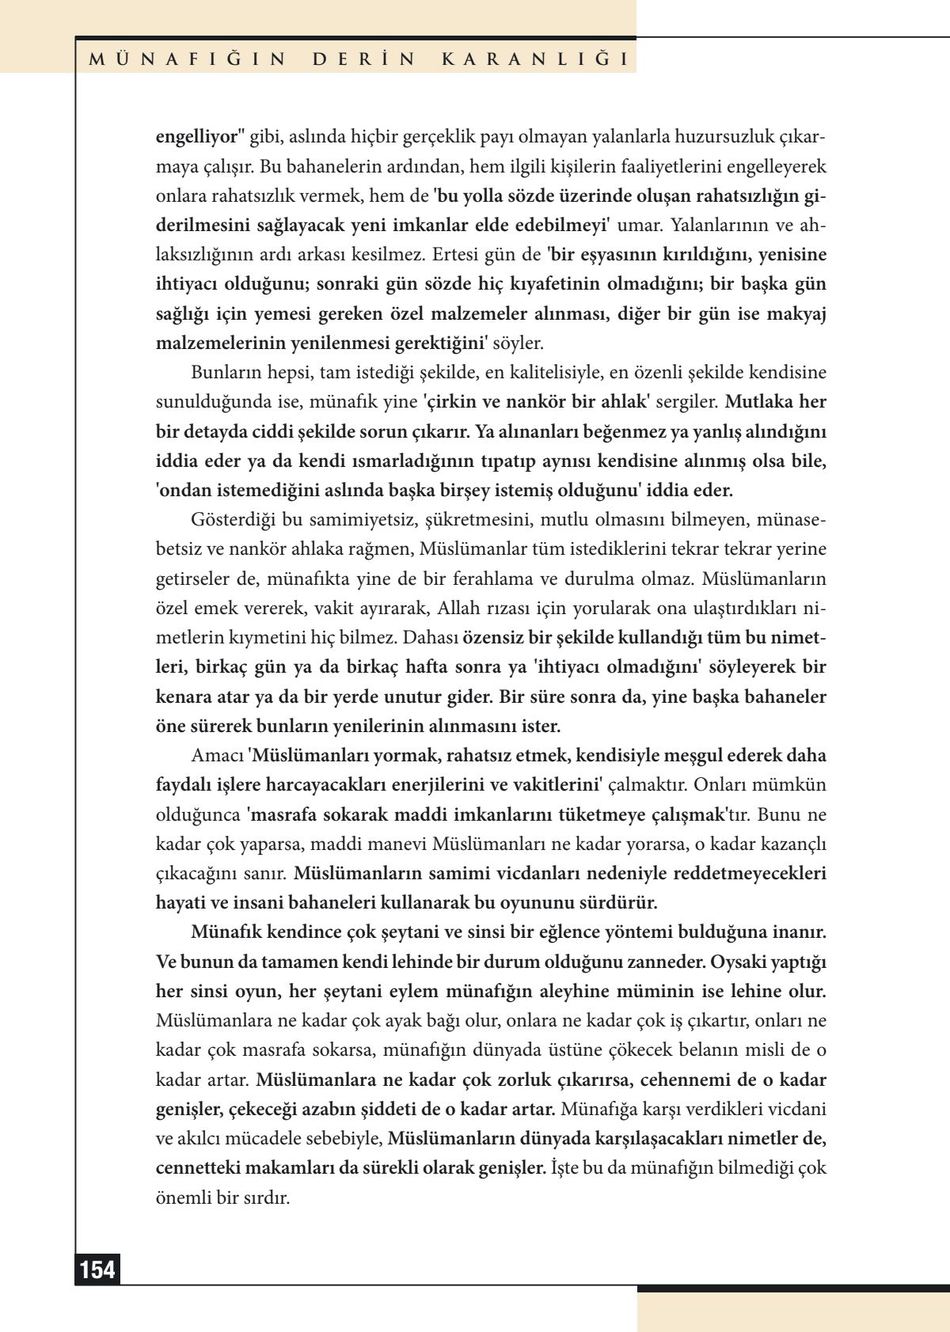 MÜNAFIĞIN DERİN KARANLIĞI
engelliyor" gibi, aslında hiçbir gerçeklik payı olmayan yalanlarla huzursuzluk çıkar-
maya çalışır. Bu bahanelerin ardından, hem ilgili kişilerin faaliyetlerini engelleyerek
onlara rahatsızlık vermek, hem de 'bu yolla sözde üzerinde oluşan rahatsızlığın gi-
derilmesini sağlayacak yeni imkanlar elde edebilmeyi' umar. Yalanlarının ve ah-
laksızlığının ardı arkası kesilmez. Ertesi gün de 'bir eşyasının kırıldığını, yenisine
ihtiyacı olduğunu; sonraki gün sözde hiç kıyafetinin olmadığını; bir başka gün
sağlığı için yemesi gereken özel malzemeler alınması, diğer bir gün ise makyaj
malzemelerinin yenilenmesi gerektiğini' söyler.
Bunların hepsi, tam istediği şekilde, en kalitelisiyle, en özenli şekilde kendisine
sunulduğunda ise, münafık yine 'çirkin ve nankör bir ahlak' sergiler. Mutlaka her
bir detayda ciddi şekilde sorun çıkarır. Ya alınanları beğenmez ya yanlış alındığını
iddia eder ya da kendi ısmarladığının tıpatıp aynısı kendisine alınmış olsa bile,
'ondan istemediğini aslında başka birşey istemiş olduğunu' iddia eder.
Gösterdiği bu samimiyetsiz, şükretmesini, mutlu olmasını bilmeyen, münase-
betsiz ve nankör ahlaka rağmen, Müslümanlar tüm istediklerini tekrar tekrar yerine
getirseler de, münafıkta yine de bir ferahlama ve durulma olmaz. Müslümanların
özel emek vererek, vakit ayırarak, Allah rızası için yorularak ona ulaştırdıkları ni-
metlerin kıymetini hiç bilmez. Dahası özensiz bir şekilde kullandığı tüm bu nimet-
leri, birkaç gün ya da birkaç hafta sonra ya 'ihtiyacı olmadığını' söyleyerek bir
kenara atar ya da bir yerde unutur gider. Bir süre sonra da, yine başka bahaneler
öne sürerek bunların yenilerinin alınmasını ister.
Amacı 'Müslümanları yormak, rahatsız etmek, kendisiyle meşgul ederek daha
faydalı işlere harcayacakları enerjilerini ve vakitlerini' çalmaktır. Onları mümkün
olduğunca 'masrafa sokarak maddi imkanlarını tüketmeye çalışmak'tır. Bunu ne
kadar çok yaparsa, maddi manevi Müslümanları ne kadar yorarsa, o kadar kazançlı
çıkacağını sanır. Müslümanların samimi vicdanları nedeniyle reddetmeyecekleri
hayati ve insani bahaneleri kullanarak bu oyununu sürdürür.
Münafık kendince çok şeytani ve sinsi bir eğlence yöntemi bulduğuna inanır.
Ve bunun da tamamen kendi lehinde bir durum olduğunu zanneder. Oysaki yaptığı
her sinsi oyun, her şeytani eylem münafığın aleyhine müminin ise lehine olur.
Müslümanlara ne kadar çok ayak bağı olur, onlara ne kadar çok iş çıkartır, onları ne
kadar çok masrafa sokarsa, münafığın dünyada üstüne çökecek belanın misli de o
kadar artar. Müslümanlara ne kadar çok zorluk çıkarırsa, cehennemi de o kadar
genişler, çekeceği azabın şiddeti de o kadar artar. Münafığa karşı verdikleri vicdani
ve akılcı mücadele sebebiyle, Müslümanların dünyada karşılaşacakları nimetler de,
cennetteki makamları da sürekli olarak genişler. İşte bu da münafığın bilmediği çok
önemli bir sırdır.
154